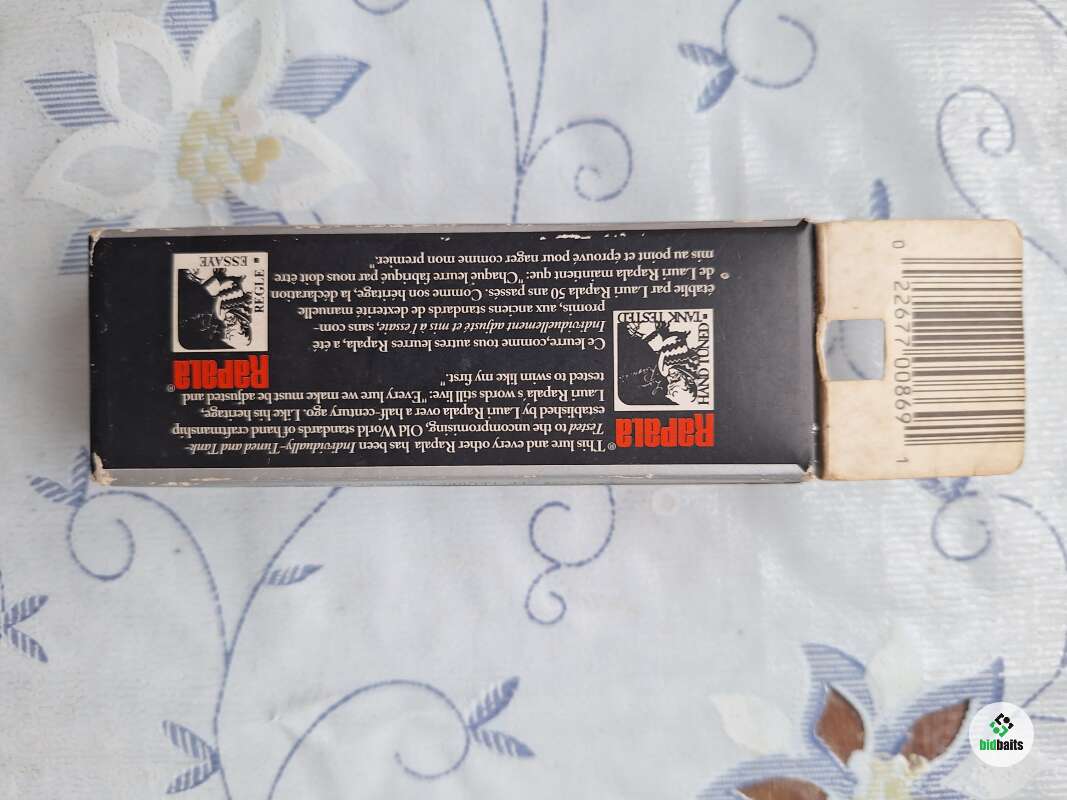 Rapala®
HAND TUNED
▪ TANK TESTED
This lure and every other Rapala has been Individually-Tuned and Tank-
Tested to the uncompromising, Old World standards of hand craftmanship
established by Lauri Rapala over a half-century ago. Like his heritage,
Lauri Rapala's words still live: "Every lure we make must be adjusted and
tested to swim like my first."
Rapala®
REGLE ▪
ESSAYE
Ce leurre,comme tous autres leurres Rapala, a été
Individuellement adjusté et mis à l'essaie, sans com-
promis, aux anciens standards de dextérité manuelle
établie par Lauri Rapala 50 ans passés. Comme son héritage, la déclaration
de Lauri Rapala maintient que: "Chaque leurre fabriqué par nous doit être
mis au point et éprouvé pour nager comme mon premier."
0 22677 00869 1
bidbaits